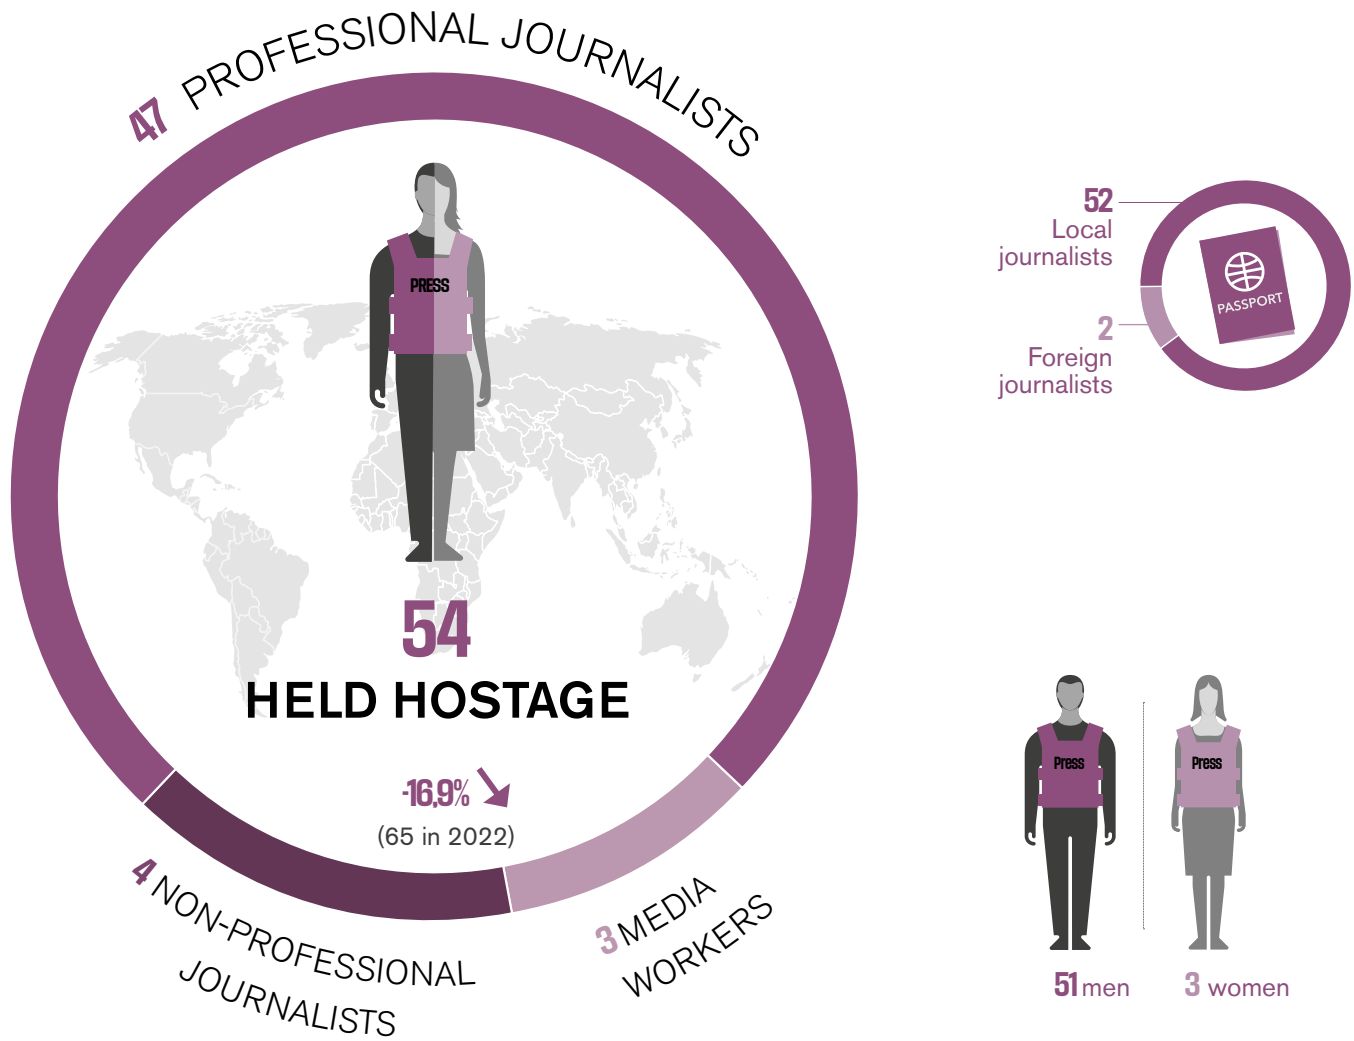 47 PROFESSIONAL JOURNALISTS
PRESS
54
HELD HOSTAGE
-16,9%
(65 in 2022)
4 NON-PROFESSIONAL
JOURNALISTS
3 MEDIA
WORKERS
52
Local
journalists
2
Foreign
journalists
PASSPORT
Press
Press
51 men
3 women